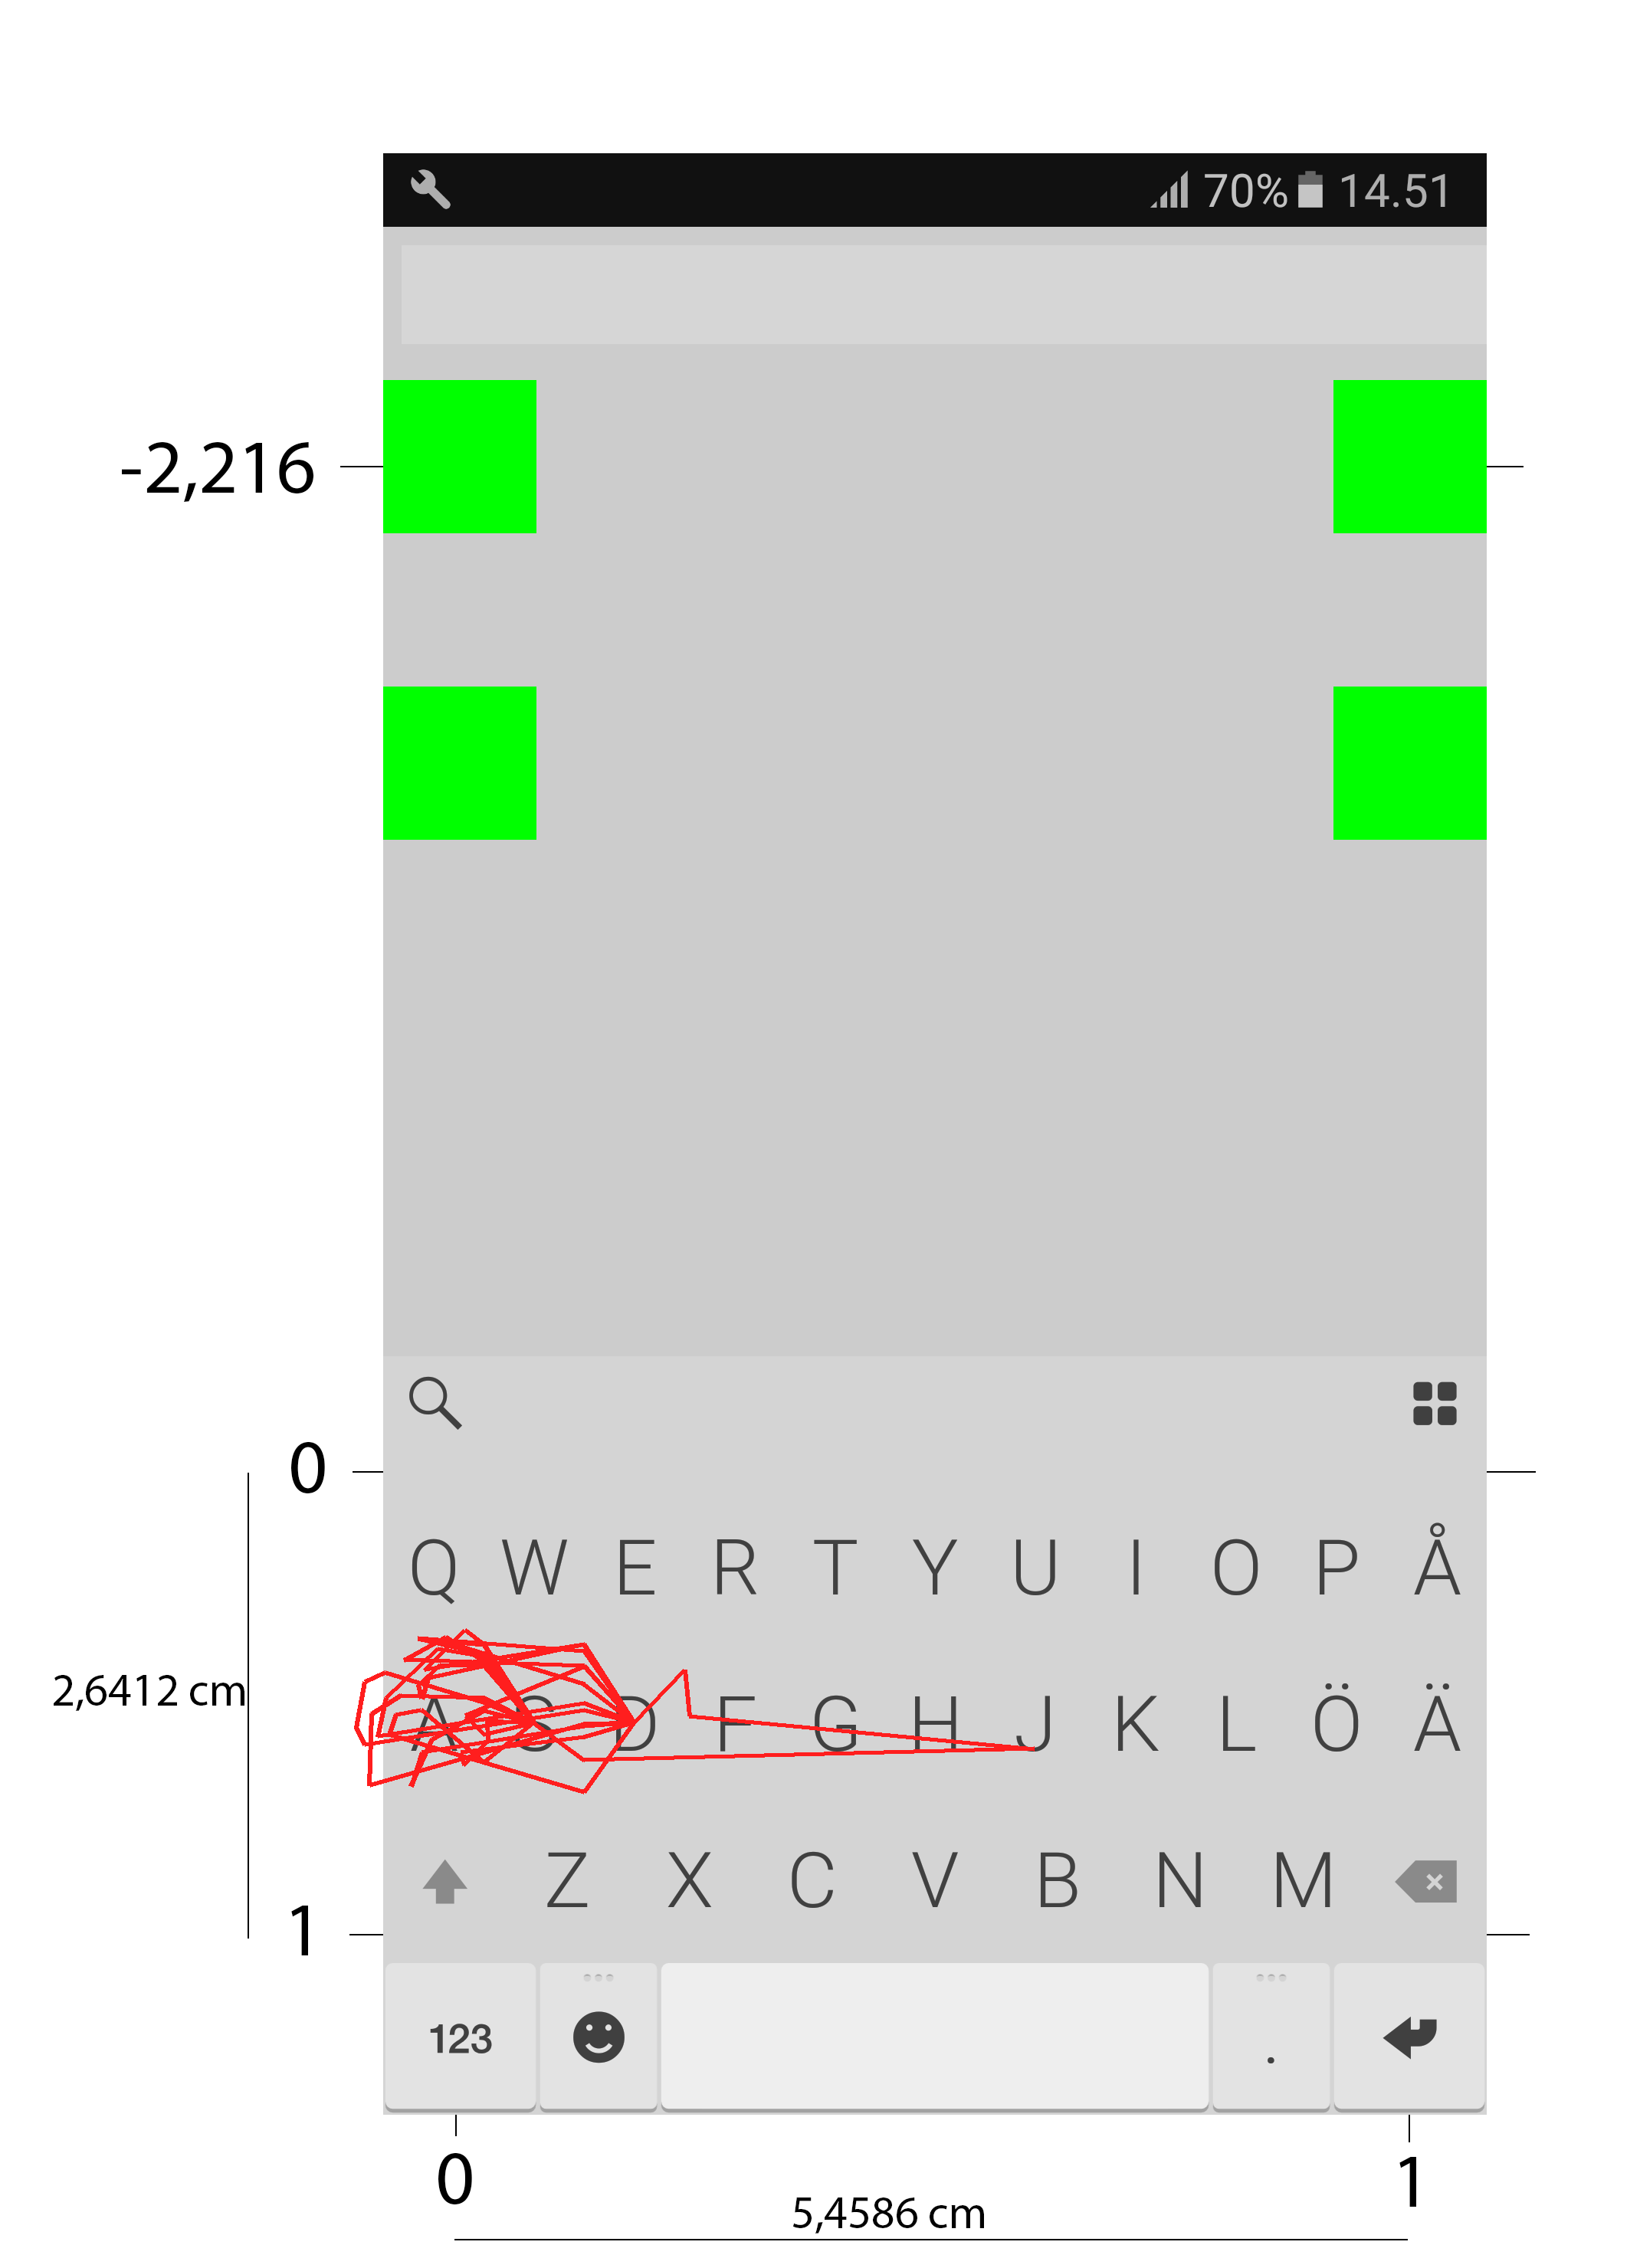 70% 14.51
-2,216
0
Q W E R T Y U I O P Å
2,6412 cm
A S D F G H J K L Ö Ä
Z X C V B N M
1
123 .
0 1
5,4586 cm